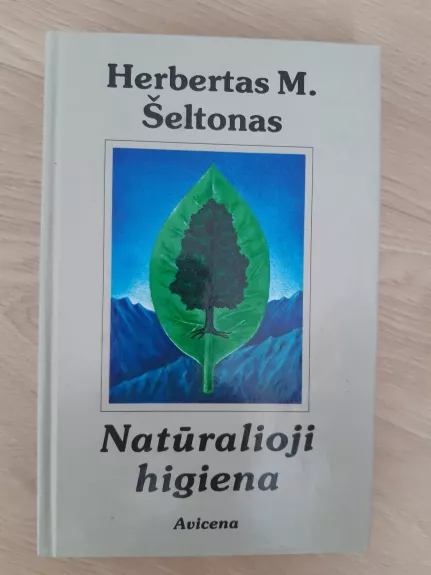 Herbertas M.
Šeltonas
Natūralioji
higiena
Avicena